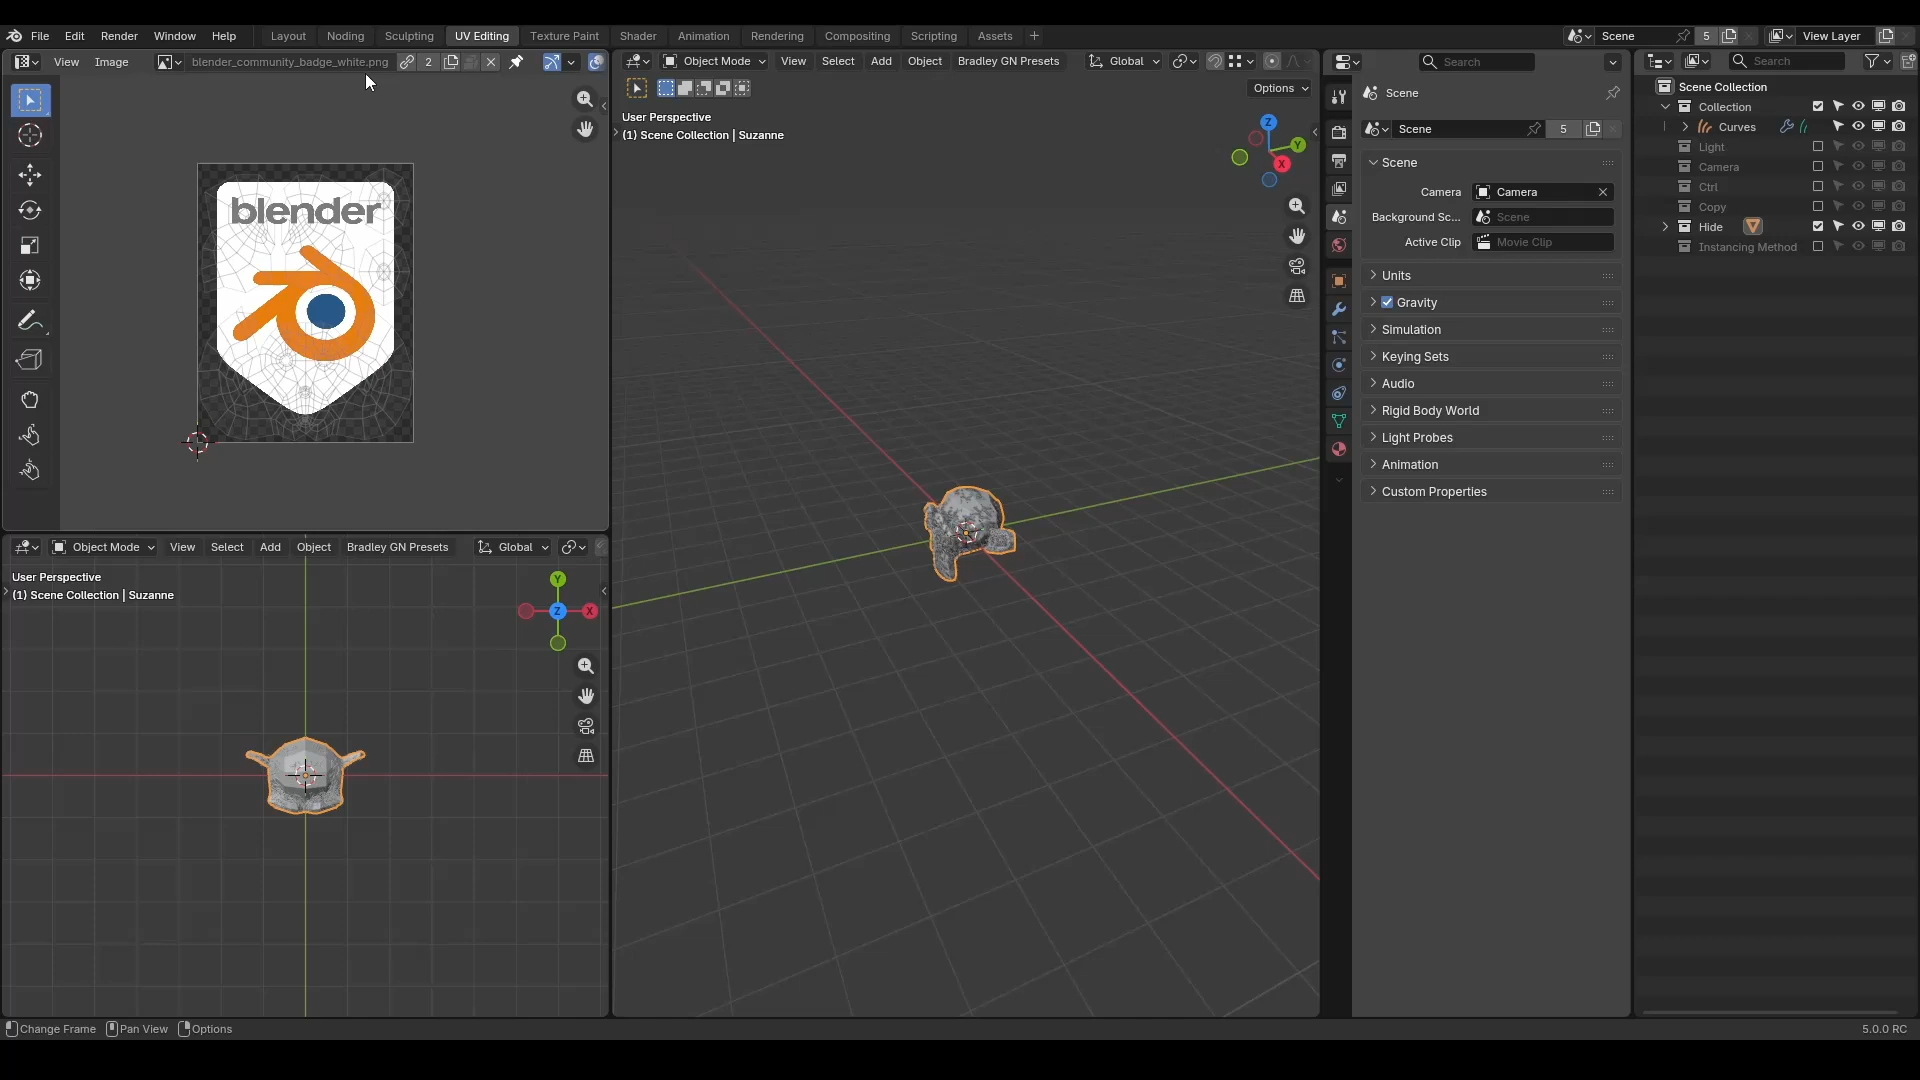 File Edit Render Window Help Layout Noding Sculpting UV Editing Texture Paint Shader Animation Rendering Compositing Scripting Assets + Scene 5 View Layer
View Image blender_community_badge_white.png 2
blender
Object Mode View Select Add Object Bradley GN Presets Global
Options
User Perspective
(1) Scene Collection | Suzanne
Z
Y
X
Object Mode View Select Add Object Bradley GN Presets Global
User Perspective
(1) Scene Collection | Suzanne
Y
Z
X
Search
Scene
Scene 5
Scene
Camera Camera
Background Sc... Scene
Active Clip Movie Clip
Units
Gravity
Simulation
Keying Sets
Audio
Rigid Body World
Light Probes
Animation
Custom Properties
Search
Scene Collection
Collection
Curves
Light
Camera
Ctrl
Copy
Hide
Instancing Method
Change Frame Pan View Options 5.0.0 RC